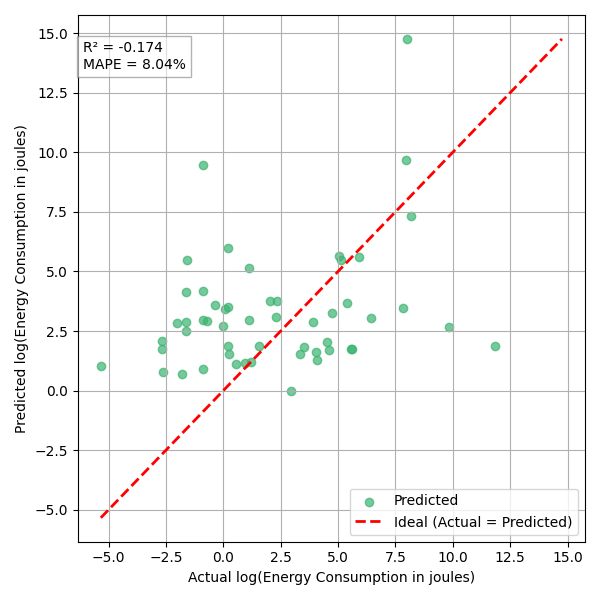 15.0
12.5
10.0
7.5
5.0
2.5
0.0
−2.5
−5.0
Predicted log(Energy Consumption in joules)
R² = -0.174
MAPE = 8.04%
Predicted
Ideal (Actual = Predicted)
−5.0 −2.5 0.0 2.5 5.0 7.5 10.0 12.5 15.0
Actual log(Energy Consumption in joules)